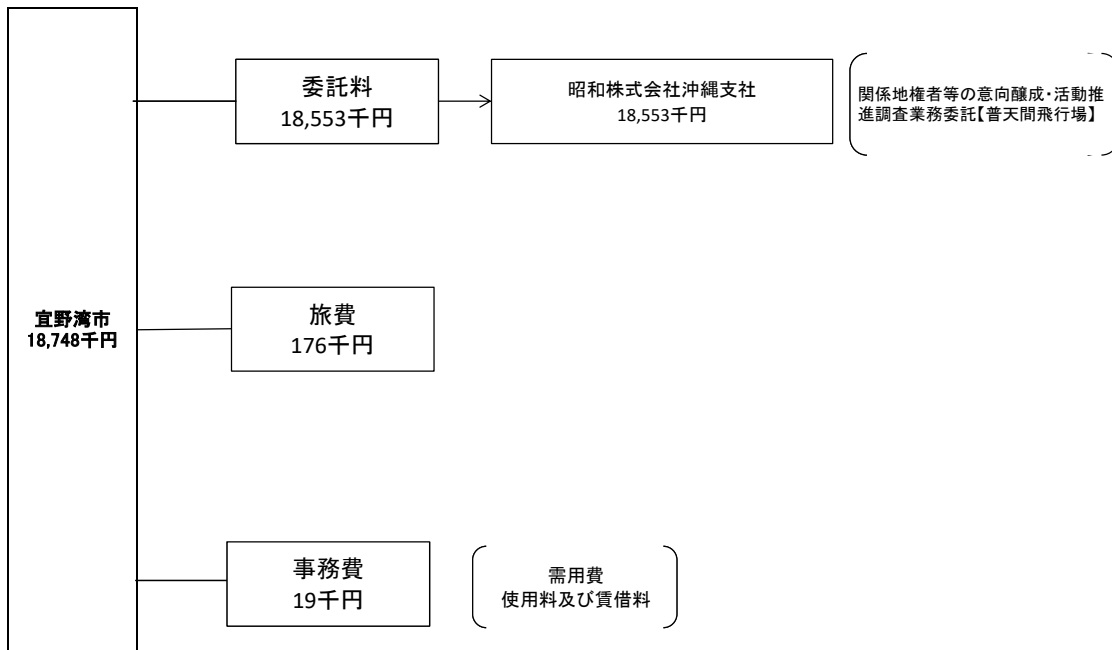 委託料
18,553千円
昭和株式会社沖縄支社
18,553千円
関係地権者等の意向醸成・活動推
進調査業務委託【普天間飛行場】
宜野湾市
18,748千円
旅費
176千円
事務費
19千円
需用費
使用料及び賃借料